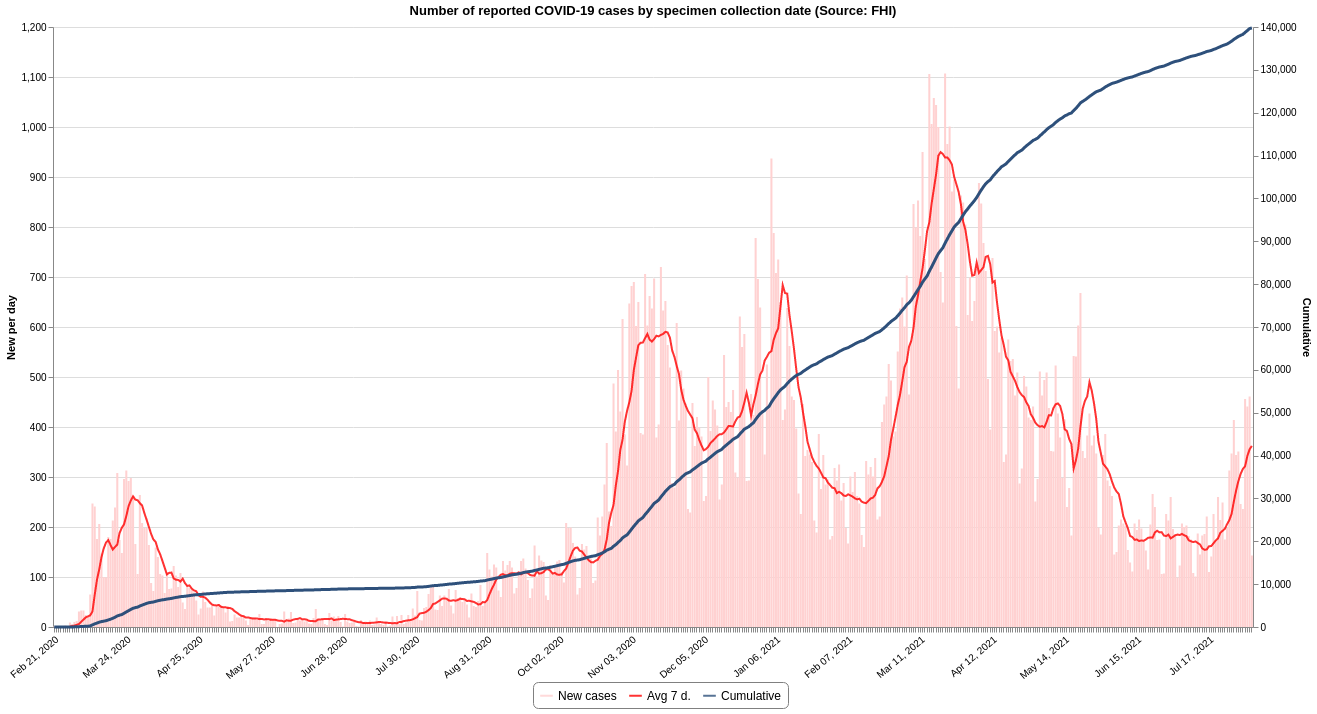 Number of reported COVID-19 cases by specimen collection date (Source: FHI)
1,200
1,100
1,000
900
800
700
600
500
400
300
200
100
0
New per day
140,000
130,000
120,000
110,000
100,000
90,000
80,000
70,000
60,000
50,000
40,000
30,000
20,000
10,000
0
Cumulative
Feb 21, 2020
Mar 24, 2020
Apr 25, 2020
May 27, 2020
Jun 28, 2020
Jul 30, 2020
Aug 31, 2020
Oct 02, 2020
Nov 03, 2020
Dec 05, 2020
Jan 06, 2021
Feb 07, 2021
Mar 11, 2021
Apr 12, 2021
May 14, 2021
Jun 15, 2021
Jul 17, 2021
New cases Avg 7 d. Cumulative